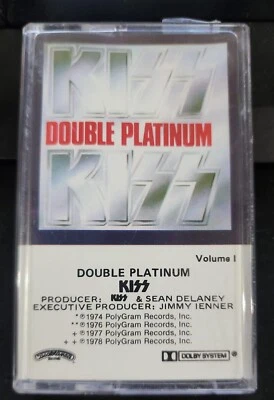 KISS
DOUBLE PLATINUM
KISS
Volume I
DOUBLE PLATINUM
KISS
PRODUCER: KISS & SEAN DELANEY
EXECUTIVE PRODUCER: JIMMY IENNER
*℗1974 PolyGram Records, Inc.
**℗1976 PolyGram Records, Inc.
+℗1977 PolyGram Records, Inc.
++℗1978 PolyGram Records, Inc.
Casablanca
DOLBY SYSTEM ®